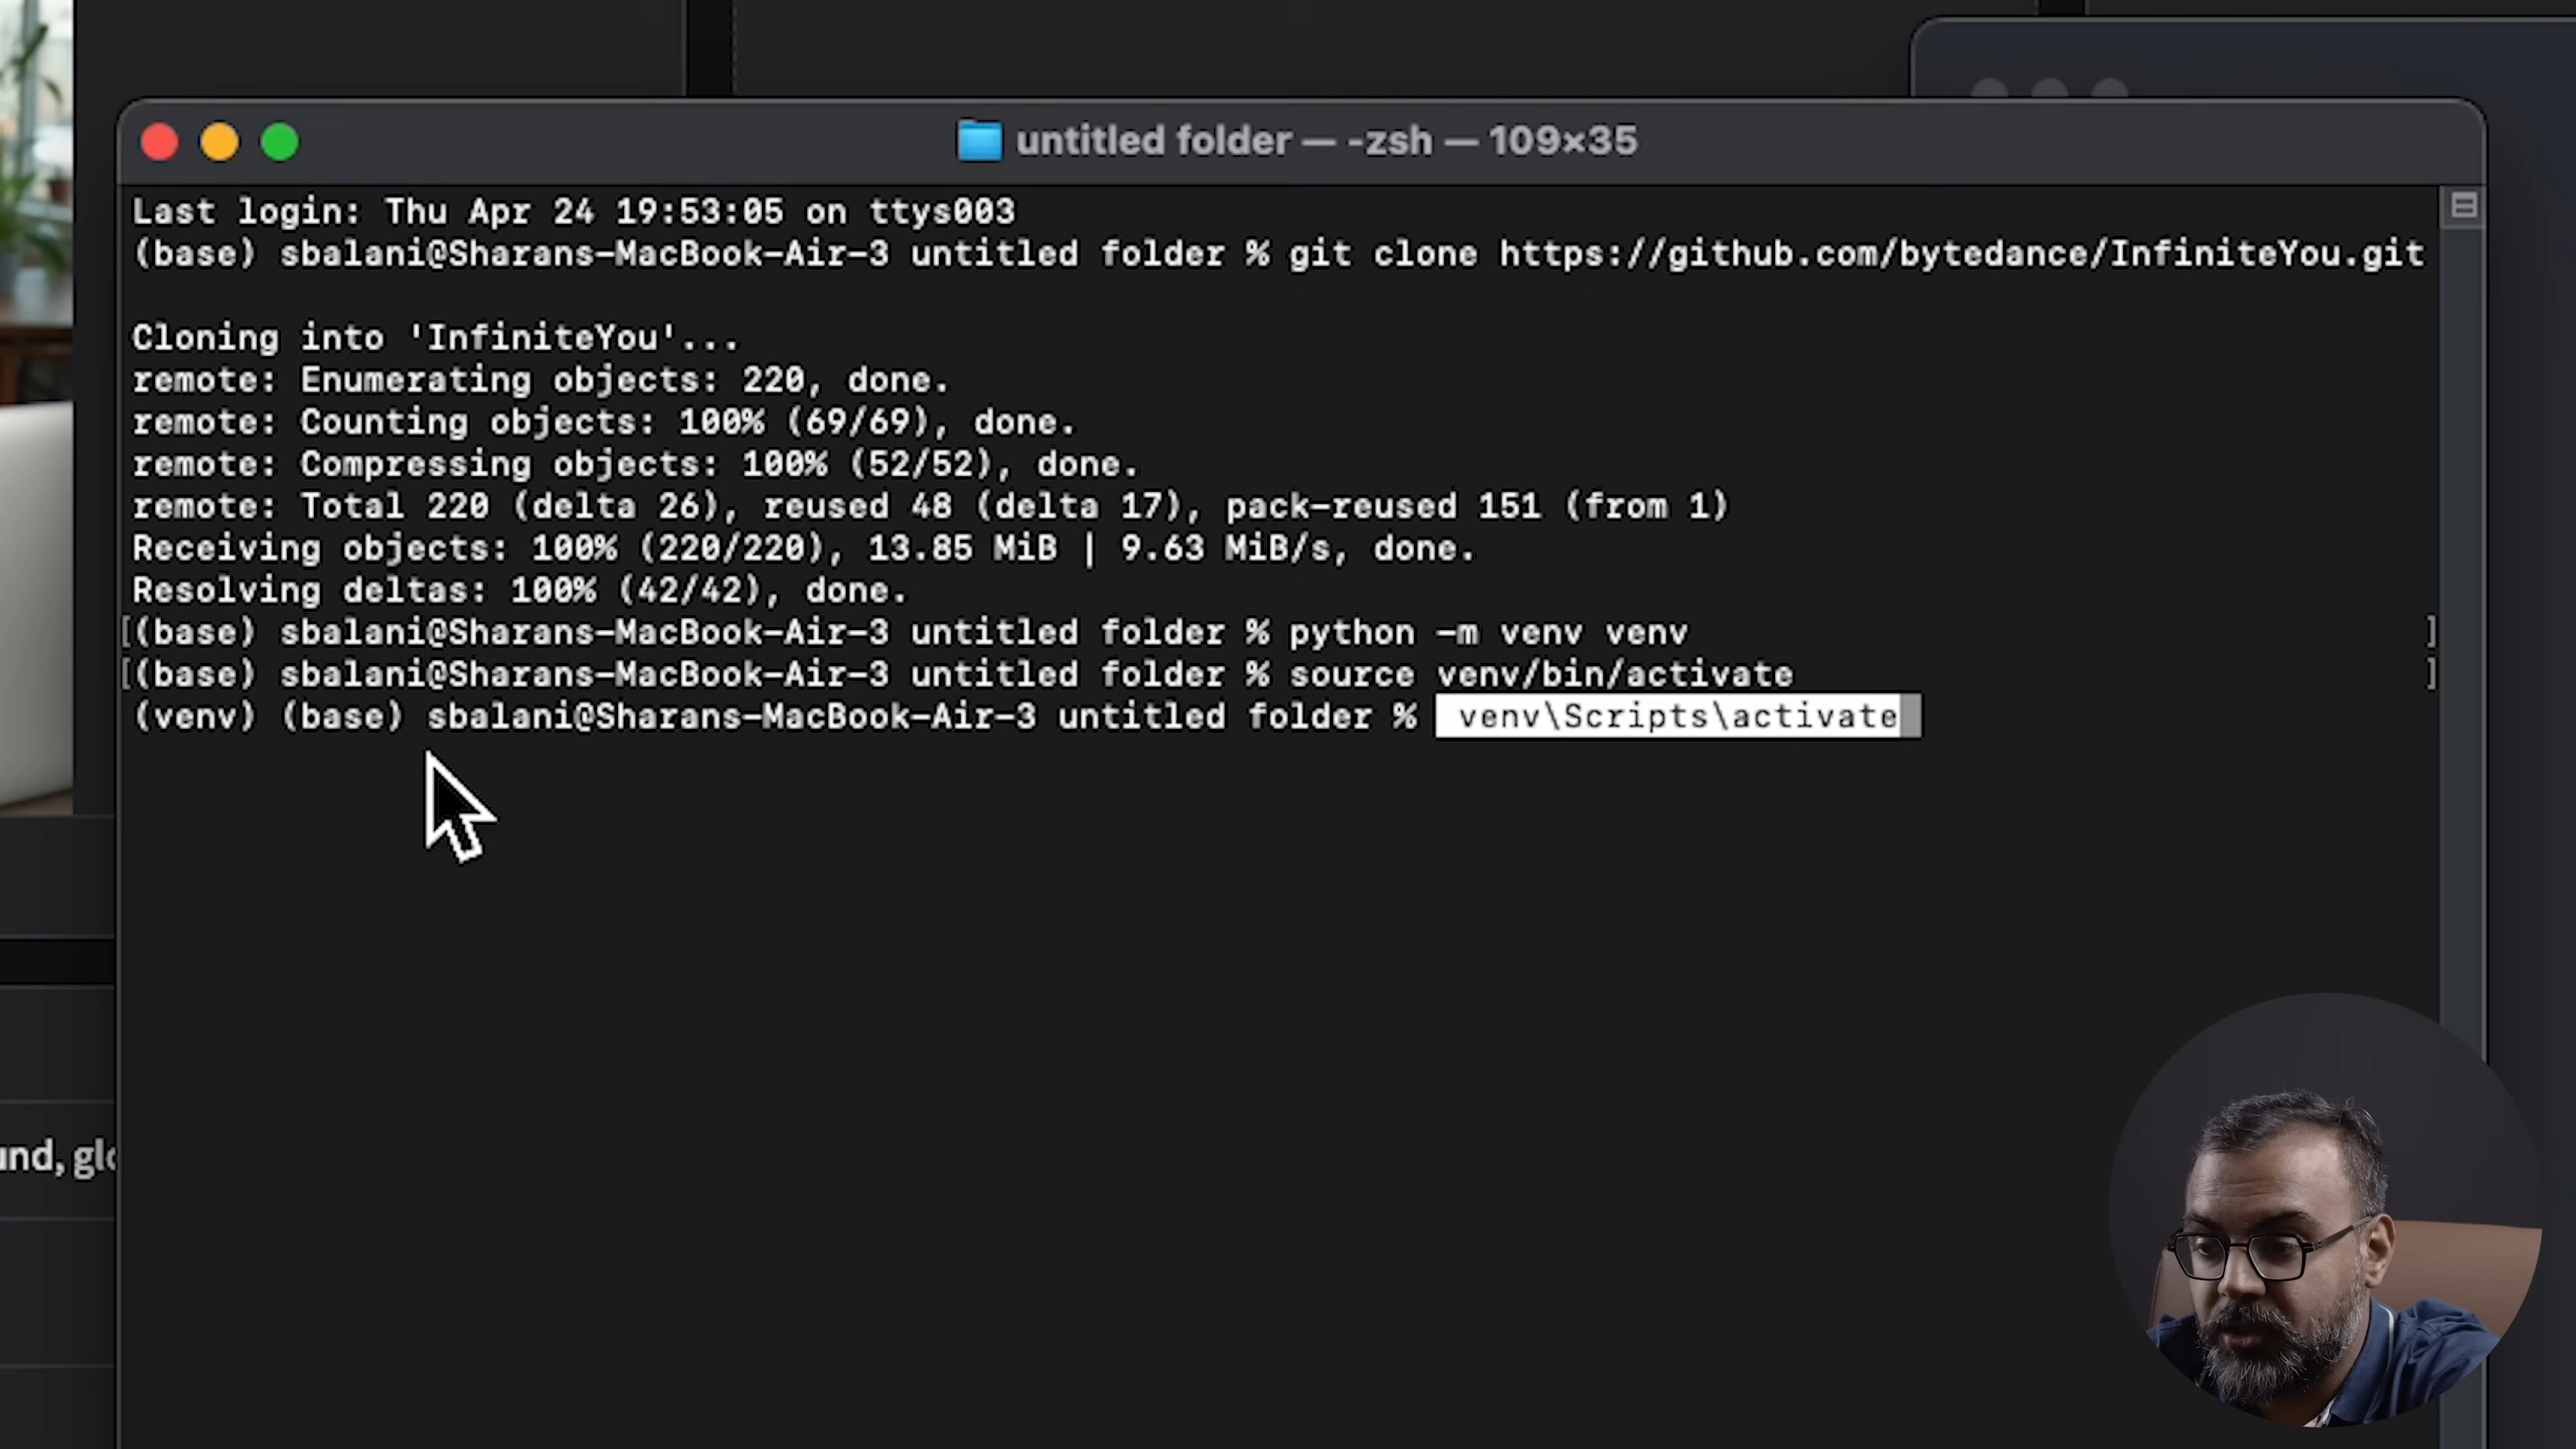 untitled folder — -zsh — 109×35
Last login: Thu Apr 24 19:53:05 on ttys003
(base) sbalani@Sharans-MacBook-Air-3 untitled folder % git clone https://github.com/bytedance/InfiniteYou.git
Cloning into 'InfiniteYou'...
remote: Enumerating objects: 220, done.
remote: Counting objects: 100% (69/69), done.
remote: Compressing objects: 100% (52/52), done.
remote: Total 220 (delta 26), reused 48 (delta 17), pack-reused 151 (from 1)
Receiving objects: 100% (220/220), 13.85 MiB | 9.63 MiB/s, done.
Resolving deltas: 100% (42/42), done.
[(base) sbalani@Sharans-MacBook-Air-3 untitled folder % python -m venv venv ]
[(base) sbalani@Sharans-MacBook-Air-3 untitled folder % source venv/bin/activate ]
(venv) (base) sbalani@Sharans-MacBook-Air-3 untitled folder % venv\Scripts\activate